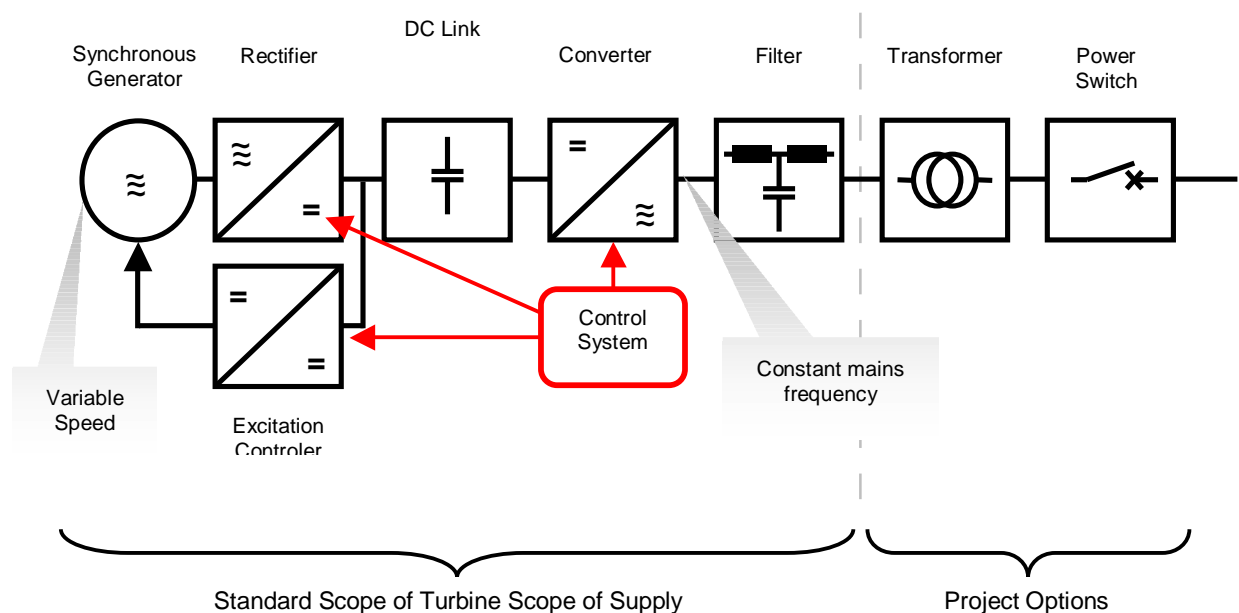 DC Link
Synchronous
Generator
Rectifier
Converter
Filter
Transformer
Power
Switch
Control
System
Variable
Speed
Constant mains
frequency
Excitation
Controler
Standard Scope of Turbine Scope of Supply
Project Options